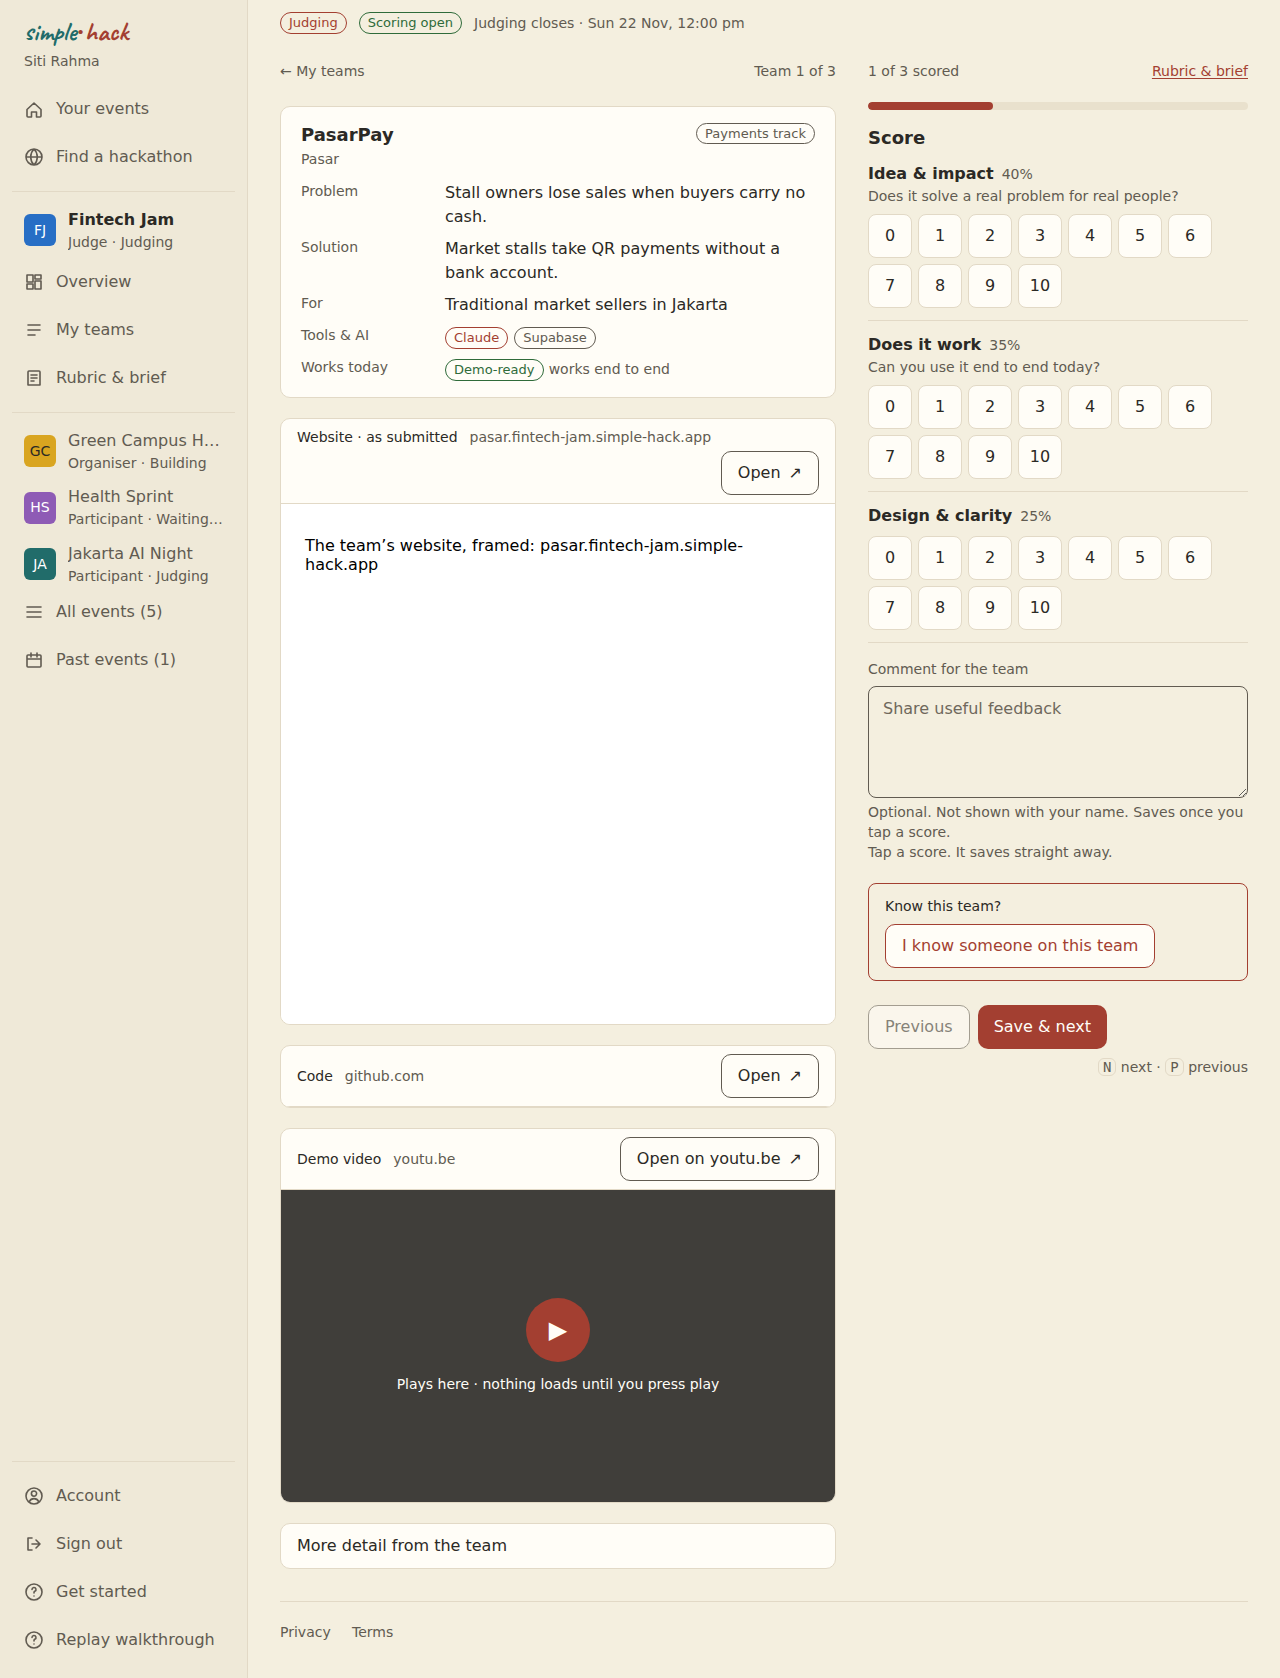 simple·hack
Siti Rahma
Your events
Find a hackathon
FJ
Fintech Jam
Judge · Judging
Overview
My teams
Rubric & brief
GC
Green Campus H…
Organiser · Building
HS
Health Sprint
Participant · Waiting…
JA
Jakarta AI Night
Participant · Judging
All events (5)
Past events (1)
Account
Sign out
Get started
Replay walkthrough
Judging
Scoring open
Judging closes · Sun 22 Nov, 12:00 pm
← My teams
Team 1 of 3
PasarPay
Payments track
Pasar
Problem
Stall owners lose sales when buyers carry no
cash.
Solution
Market stalls take QR payments without a
bank account.
For
Traditional market sellers in Jakarta
Tools & AI
Claude
Supabase
Works today
Demo-ready works end to end
Website · as submitted
pasar.fintech-jam.simple-hack.app
Open ↗
The team’s website, framed: pasar.fintech-jam.simple-
hack.app
Code
github.com
Open ↗
Demo video
youtu.be
Open on youtu.be ↗
▶
Plays here · nothing loads until you press play
More detail from the team
1 of 3 scored
Rubric & brief
Score
Idea & impact 40%
Does it solve a real problem for real people?
0 1 2 3 4 5 6
7 8 9 10
Does it work 35%
Can you use it end to end today?
0 1 2 3 4 5 6
7 8 9 10
Design & clarity 25%
0 1 2 3 4 5 6
7 8 9 10
Comment for the team
Share useful feedback
Optional. Not shown with your name. Saves once you
tap a score.
Tap a score. It saves straight away.
Know this team?
I know someone on this team
Previous
Save & next
N next · P previous
Privacy
Terms